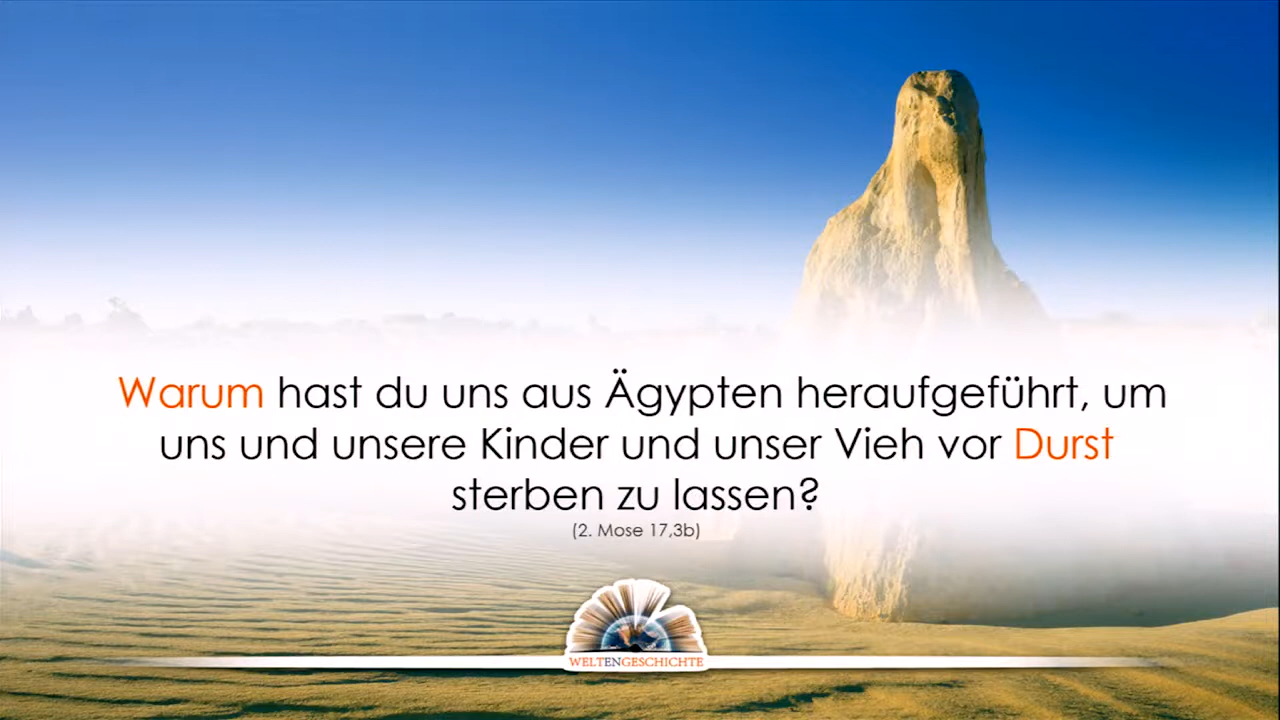 Warum hast du uns aus Ägypten heraufgeführt, um
uns und unsere Kinder und unser Vieh vor Durst
sterben zu lassen?
(2. Mose 17,3b)
WELTENGESCHICHTE